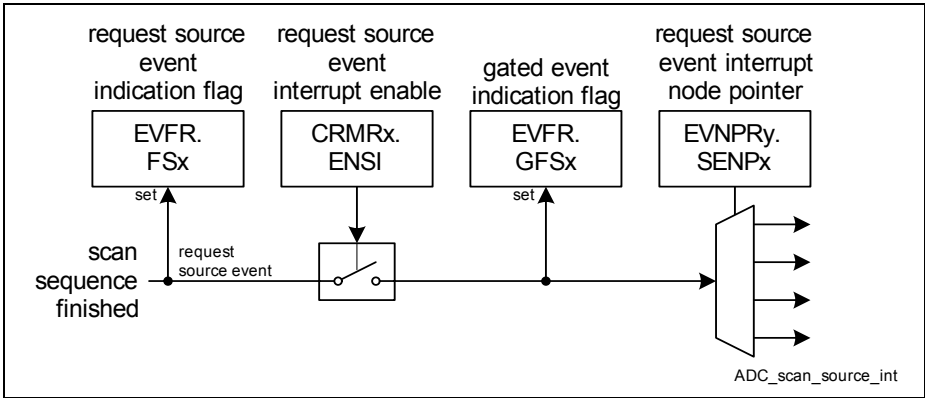 request source
event
indication flag
request source
event
interrupt enable
gated event
indication flag
request source
event interrupt
node pointer
EVFR.
FSx
CRMRx.
ENSI
EVFR.
GFSx
EVNPRy.
SENPx
set
set
scan
sequence
finished
request
source event
ADC_scan_source_int